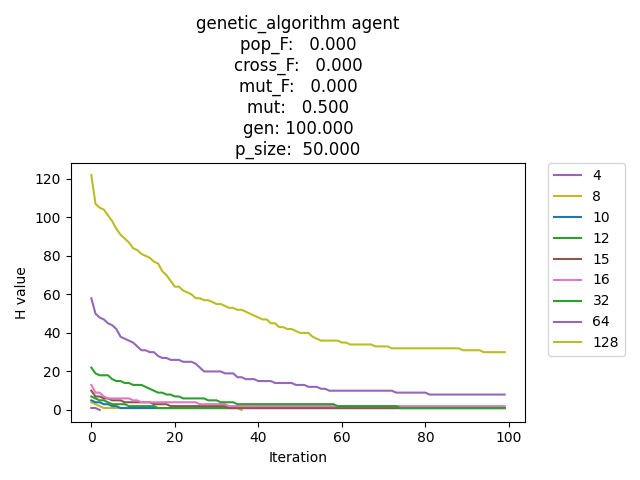 genetic_algorithm agent
pop_F: 0.000
cross_F: 0.000
mut_F: 0.000
mut: 0.500
gen: 100.000
p_size: 50.000
H value
120
100
80
60
40
20
0
0 20 40 60 80 100
Iteration
4
8
10
12
15
16
32
64
128